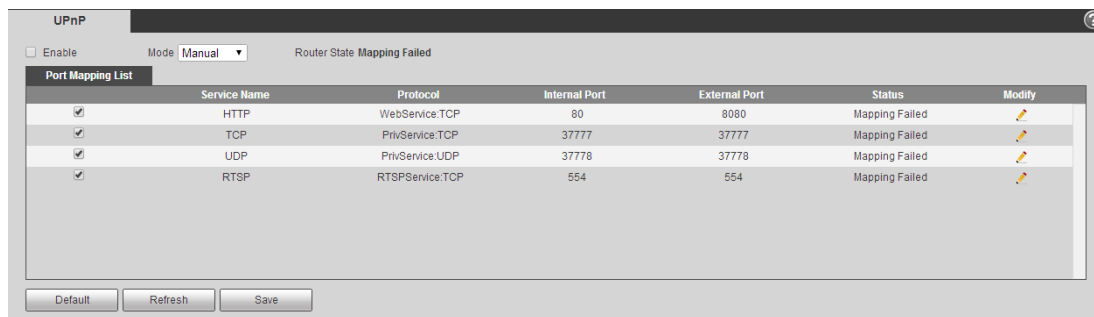 UPnP
Enable Mode Manual Router State Mapping Failed
Port Mapping List
Service Name Protocol Internal Port External Port Status Modify
HTTP WebService:TCP 80 8080 Mapping Failed
TCP PrivService:TCP 37777 37777 Mapping Failed
UDP PrivService:UDP 37778 37778 Mapping Failed
RTSP RTSPService:TCP 554 554 Mapping Failed
Default Refresh Save